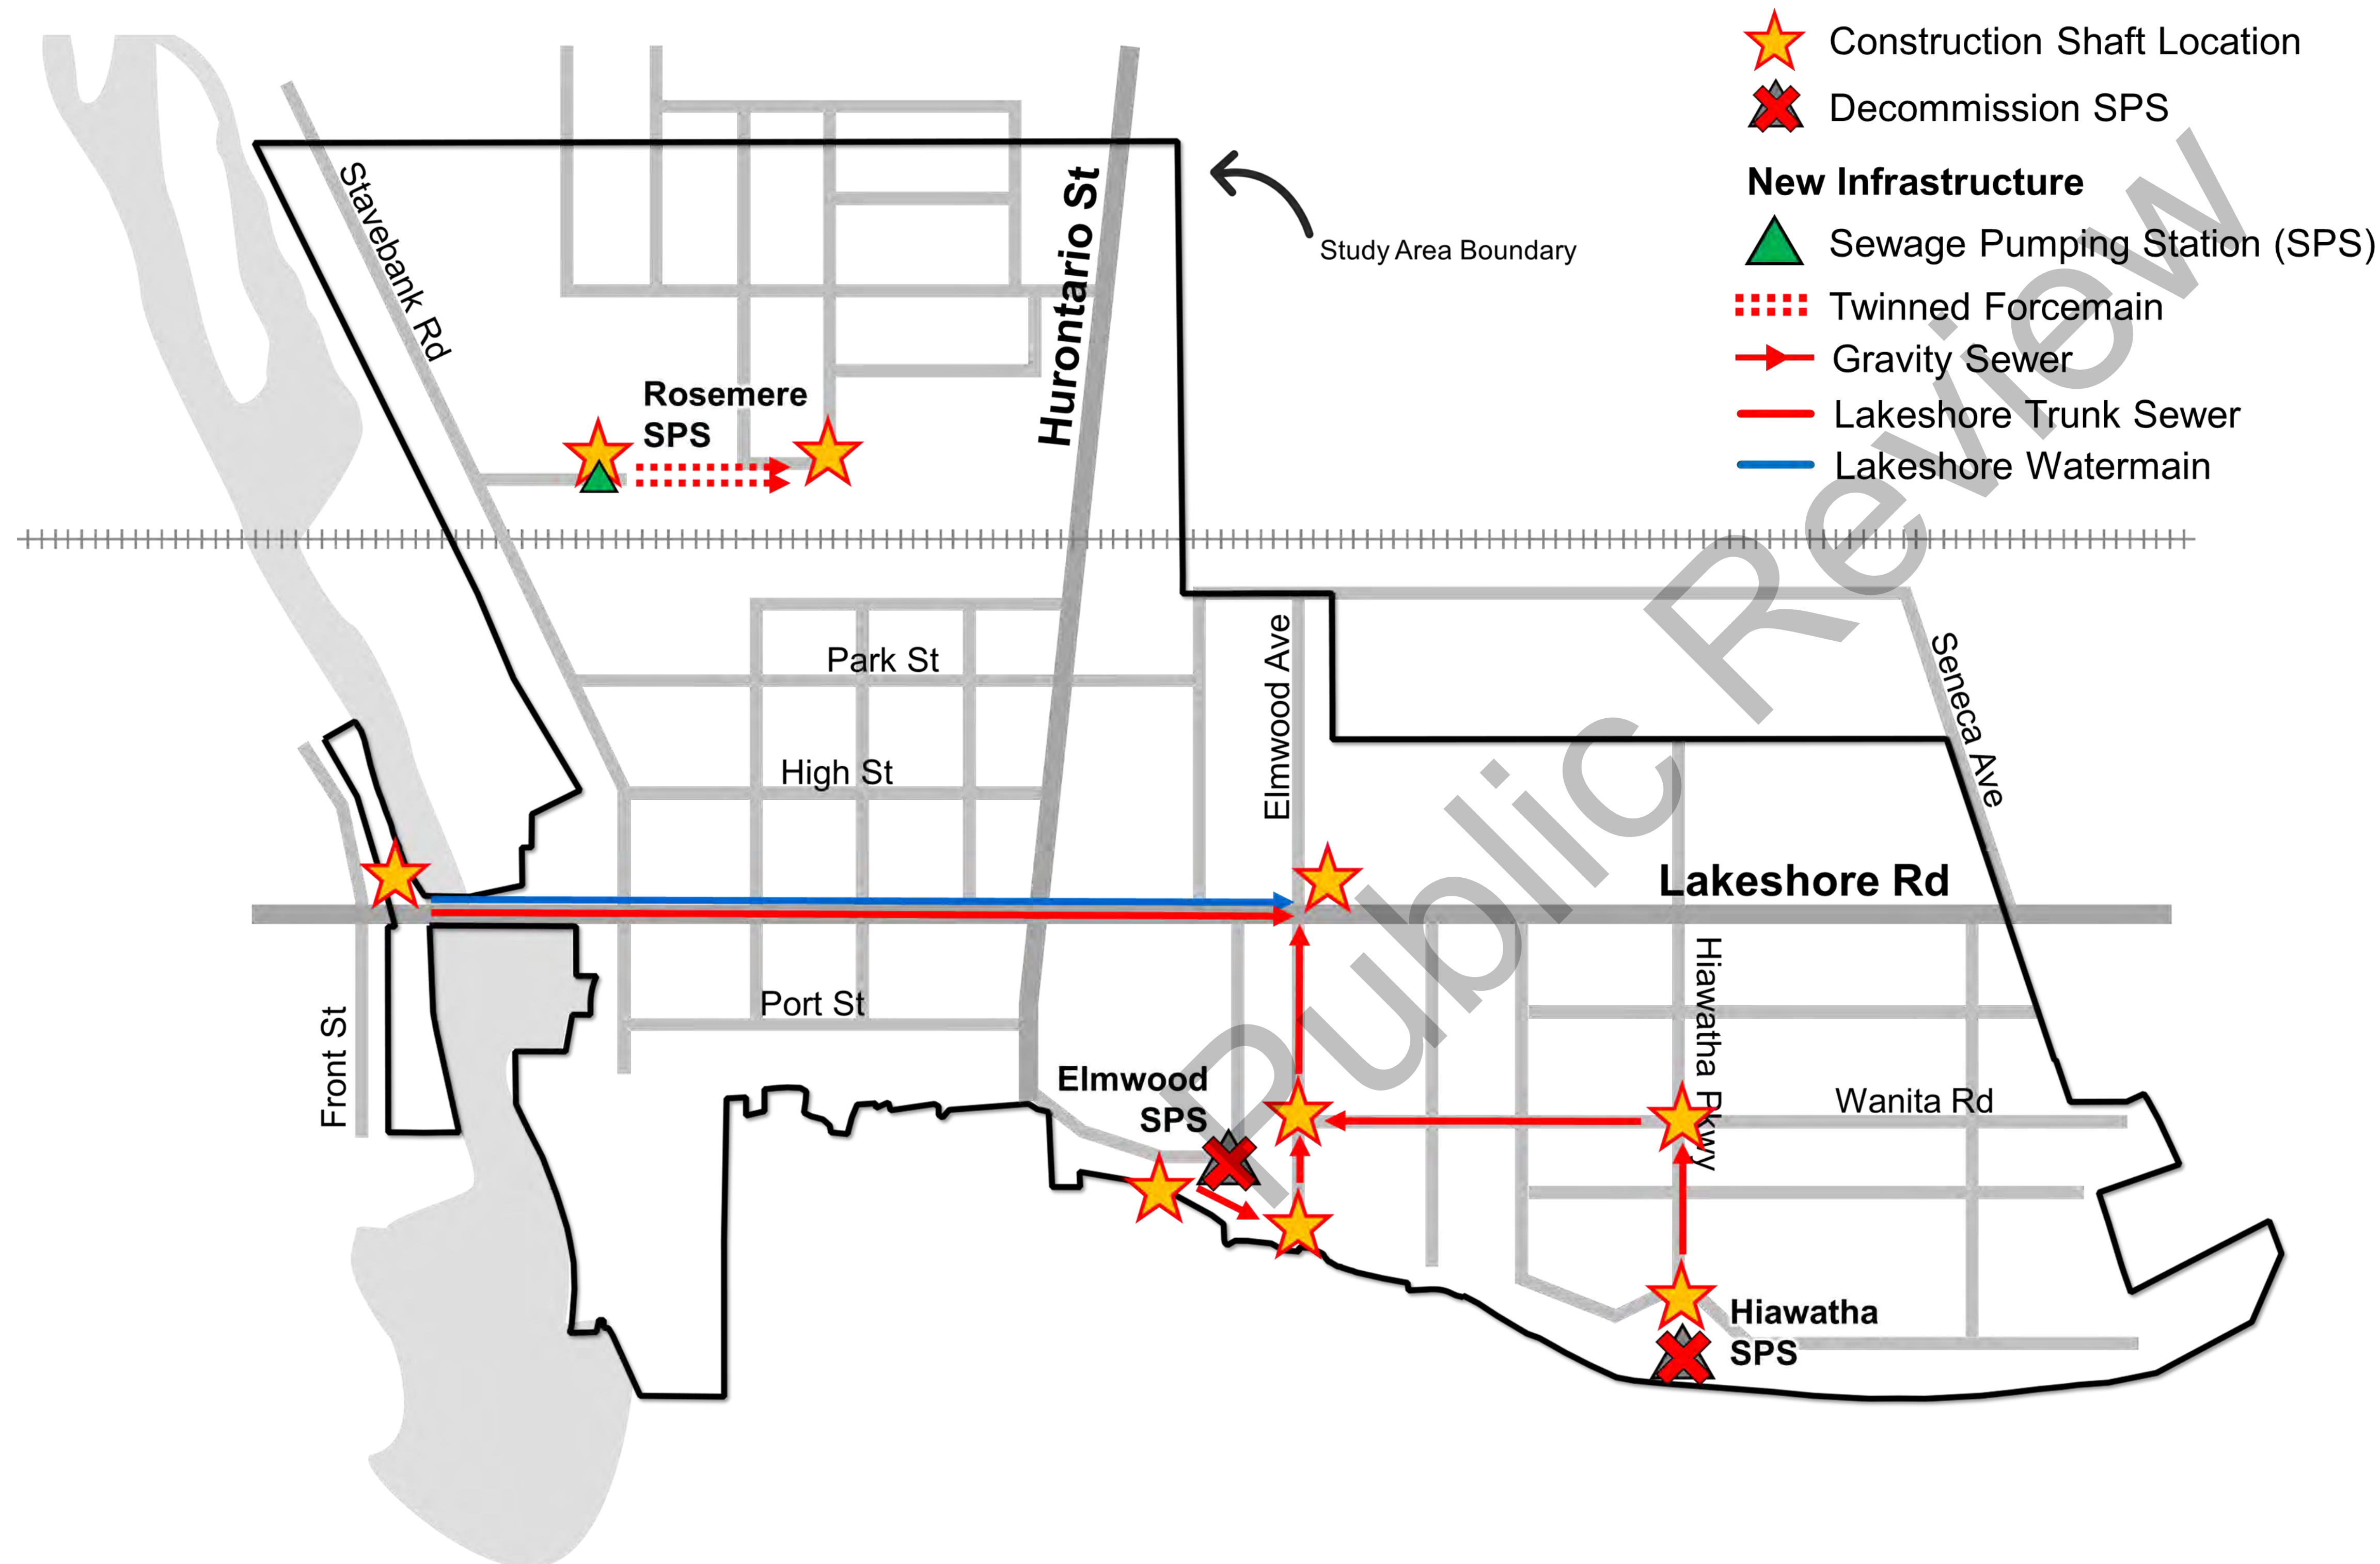 Construction Shaft Location
Decommission SPS
New Infrastructure
Sewage Pumping Station (SPS)
Twinned Forcemain
Gravity Sewer
Lakeshore Trunk Sewer
Lakeshore Watermain
Study Area Boundary
Stavebank Rd
Hurontario St
Rosemere
SPS
Park St
Elmwood Ave
Seneca Ave
High St
Lakeshore Rd
Hiawatha Pkwy
Port St
Front St
Elmwood
SPS
Wanita Rd
Hiawatha
SPS
Public Review